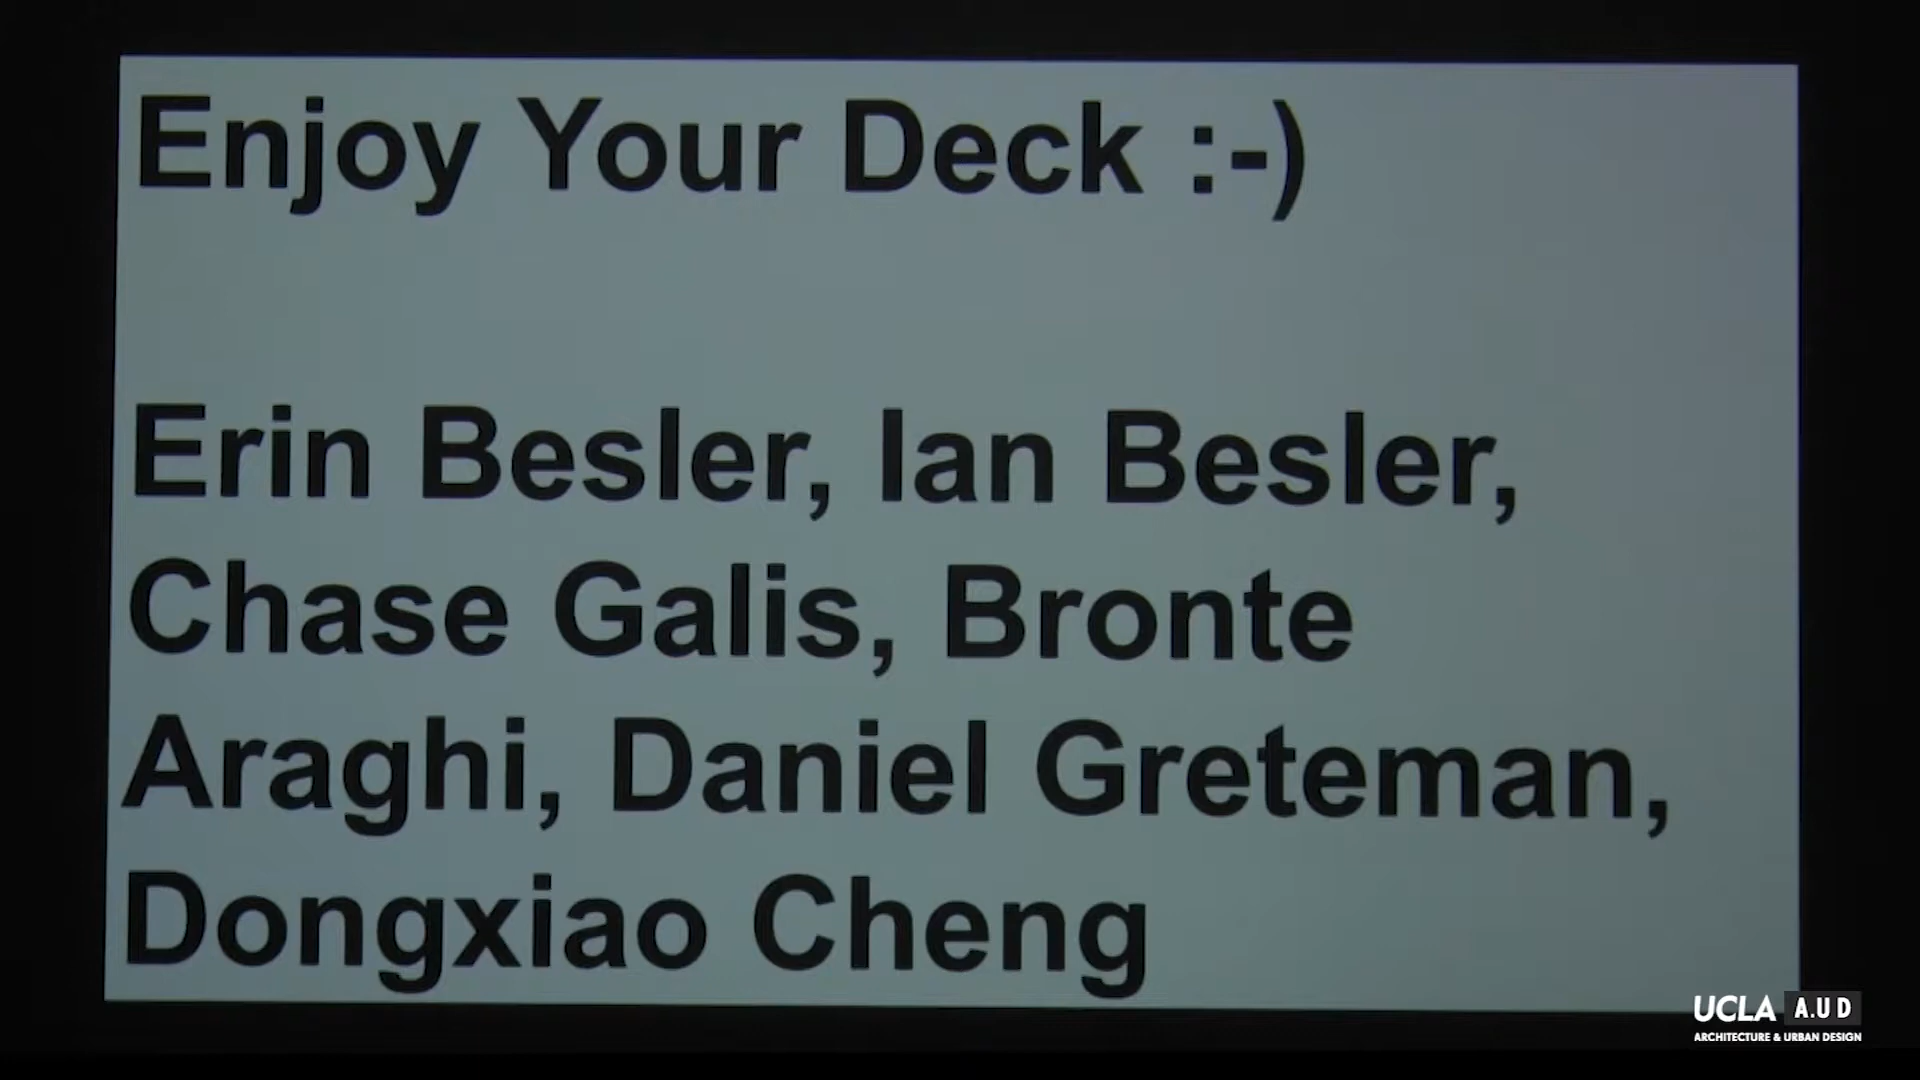 Enjoy Your Deck :-)
Erin Besler, Ian Besler,
Chase Galis, Bronte
Araghi, Daniel Greteman,
Dongxiao Cheng
UCLA A.UD
ARCHITECTURE & URBAN DESIGN